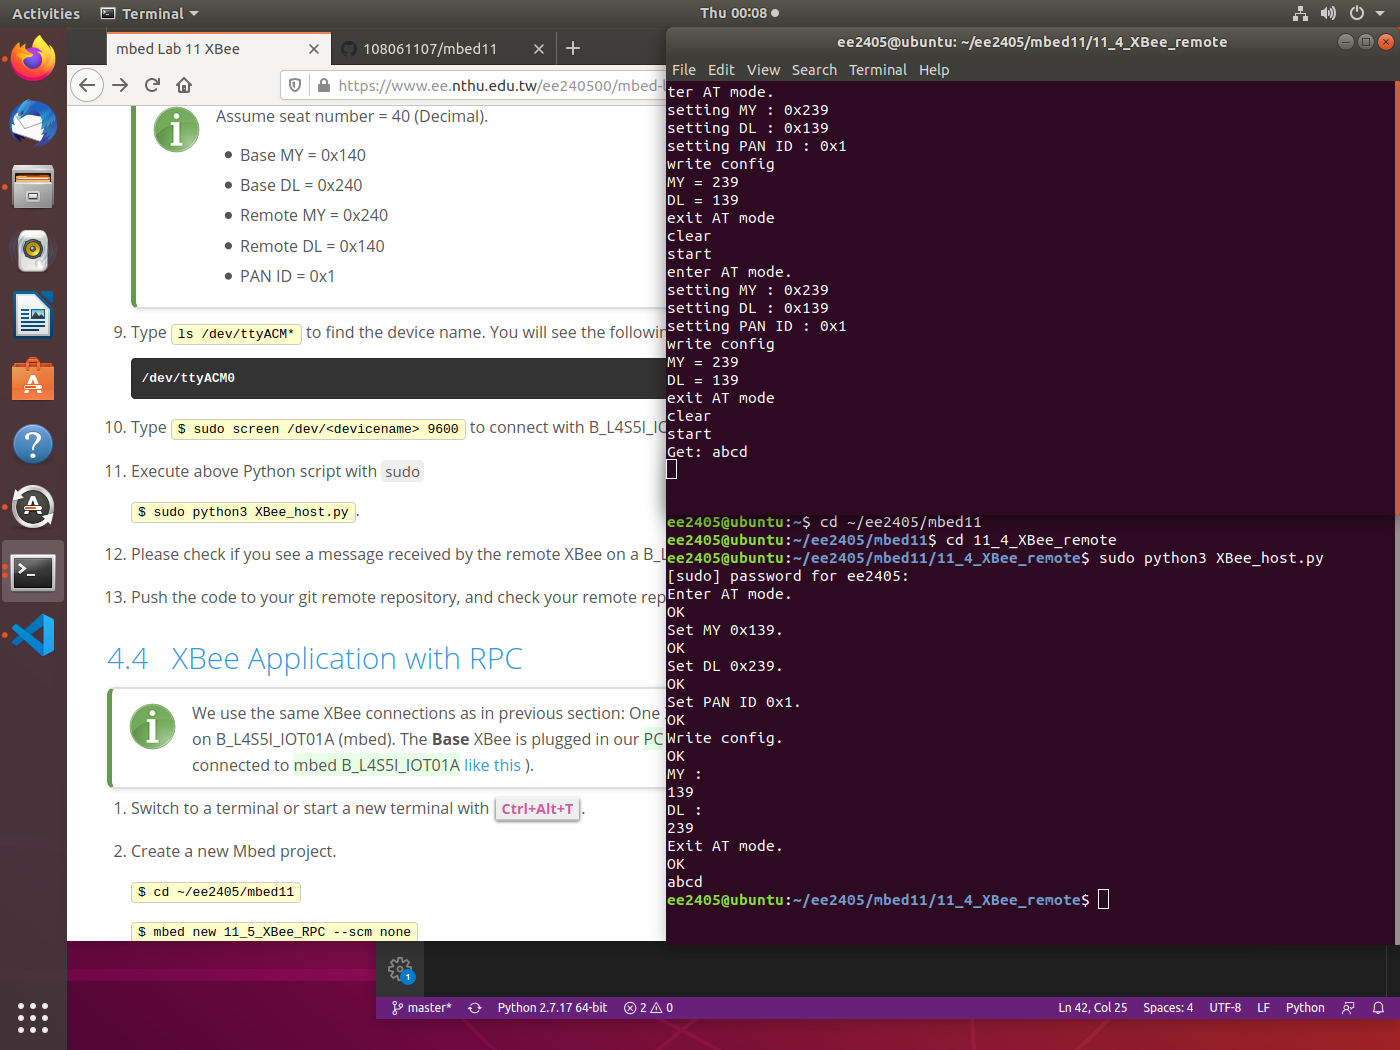 Activities
Terminal
Thu 00:08
mbed Lab 11 XBee
108061107/mbed11
https://www.ee.nthu.edu.tw/ee240500/mbed-l
Assume seat number = 40 (Decimal).
Base MY = 0x140
Base DL = 0x240
Remote MY = 0x240
Remote DL = 0x140
PAN ID = 0x1
9. Type ls /dev/ttyACM* to find the device name. You will see the followin
/dev/ttyACM0
10. Type $ sudo screen /dev/<devicename> 9600 to connect with B_L4S5I_IO
11. Execute above Python script with sudo
$ sudo python3 XBee_host.py.
12. Please check if you see a message received by the remote XBee on a B_L
13. Push the code to your git remote repository, and check your remote rep
4.4 XBee Application with RPC
We use the same XBee connections as in previous section: One
on B_L4S5I_IOT01A (mbed). The Base XBee is plugged in our PC
connected to mbed B_L4S5I_IOT01A like this ).
1. Switch to a terminal or start a new terminal with Ctrl+Alt+T.
2. Create a new Mbed project.
$ cd ~/ee2405/mbed11
$ mbed new 11_5_XBee_RPC --scm none
ee2405@ubuntu: ~/ee2405/mbed11/11_4_XBee_remote
File Edit View Search Terminal Help
ter AT mode.
setting MY : 0x239
setting DL : 0x139
setting PAN ID : 0x1
write config
MY = 239
DL = 139
exit AT mode
clear
start
enter AT mode.
setting MY : 0x239
setting DL : 0x139
setting PAN ID : 0x1
write config
MY = 239
DL = 139
exit AT mode
clear
start
Get: abcd
ee2405@ubuntu:~$ cd ~/ee2405/mbed11
ee2405@ubuntu:~/ee2405/mbed11$ cd 11_4_XBee_remote
ee2405@ubuntu:~/ee2405/mbed11/11_4_XBee_remote$ sudo python3 XBee_host.py
[sudo] password for ee2405:
Enter AT mode.
OK
Set MY 0x139.
OK
Set DL 0x239.
OK
Set PAN ID 0x1.
OK
Write config.
OK
MY :
139
DL :
239
Exit AT mode.
OK
abcd
ee2405@ubuntu:~/ee2405/mbed11/11_4_XBee_remote$
1
master* Python 2.7.17 64-bit 2 0 Ln 42, Col 25 Spaces: 4 UTF-8 LF Python